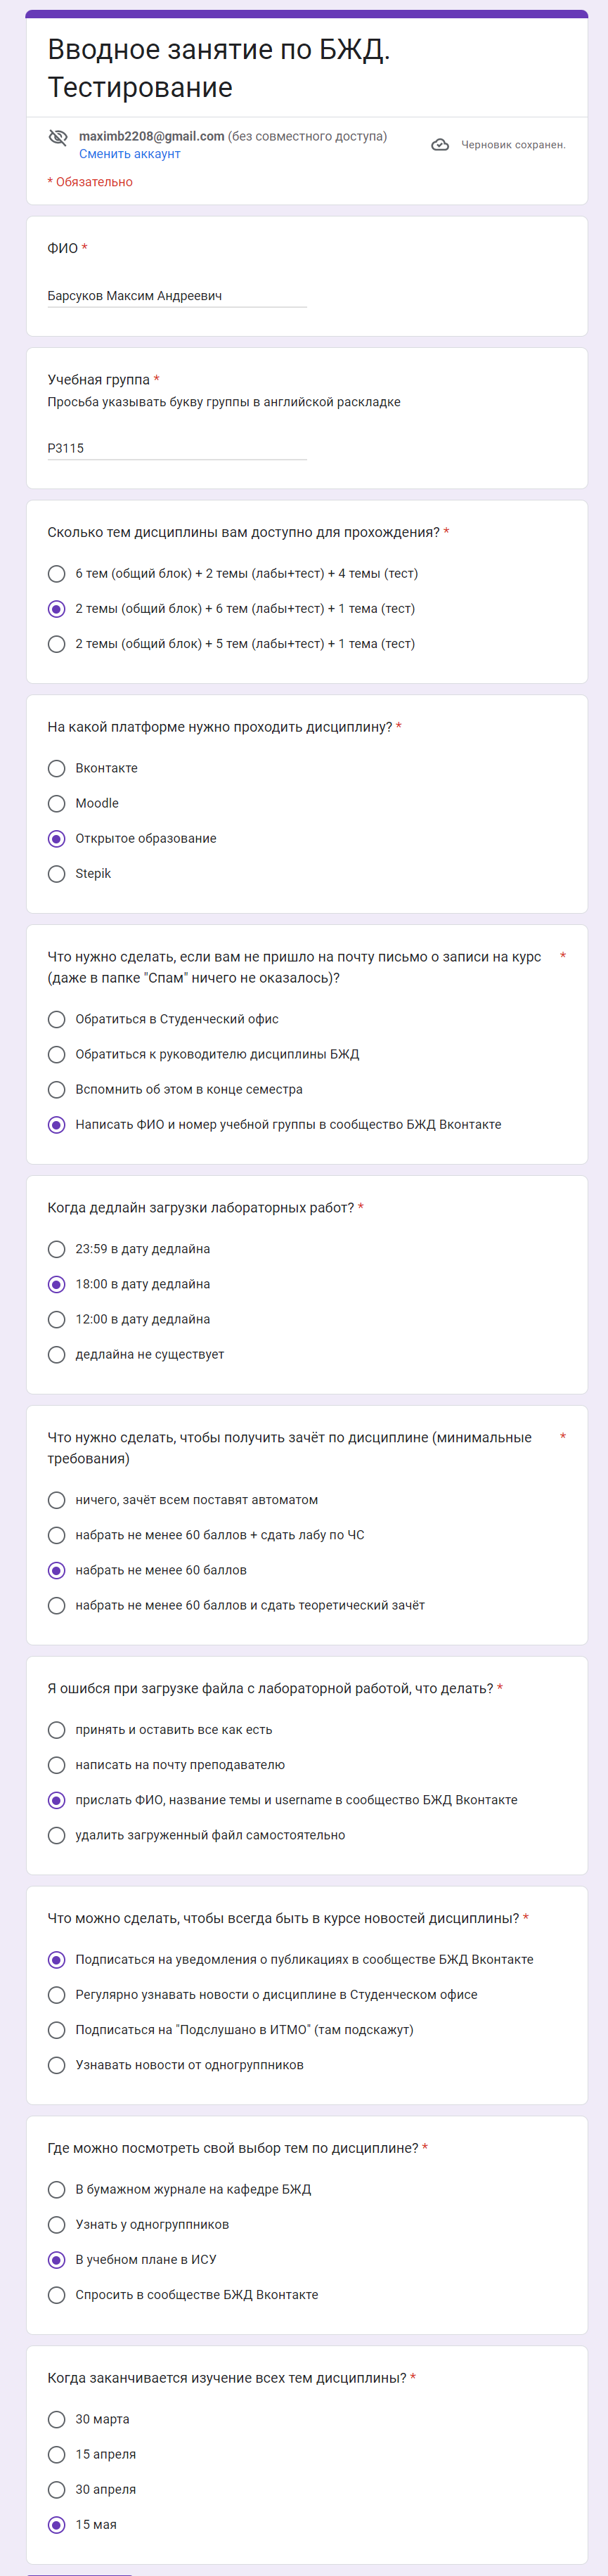 Вводное занятие по БЖД.
Тестирование
maximb2208@gmail.com (без совместного доступа)
Сменить аккаунт
Черновик сохранен.
* Обязательно
ФИО *
Барсуков Максим Андреевич
Учебная группа *
Просьба указывать букву группы в английской раскладке
P3115
Сколько тем дисциплины вам доступно для прохождения? *
6 тем (общий блок) + 2 темы (лабы+тест) + 4 темы (тест)
2 темы (общий блок) + 6 тем (лабы+тест) + 1 тема (тест)
2 темы (общий блок) + 5 тем (лабы+тест) + 1 тема (тест)
На какой платформе нужно проходить дисциплину? *
Вконтакте
Moodle
Открытое образование
Stepik
Что нужно сделать, если вам не пришло на почту письмо о записи на курс *
(даже в папке "Спам" ничего не оказалось)?
Обратиться в Студенческий офис
Обратиться к руководителю дисциплины БЖД
Вспомнить об этом в конце семестра
Написать ФИО и номер учебной группы в сообщество БЖД Вконтакте
Когда дедлайн загрузки лабораторных работ? *
23:59 в дату дедлайна
18:00 в дату дедлайна
12:00 в дату дедлайна
дедлайна не существует
Что нужно сделать, чтобы получить зачёт по дисциплине (минимальные *
требования)
ничего, зачёт всем поставят автоматом
набрать не менее 60 баллов + сдать лабу по ЧС
набрать не менее 60 баллов
набрать не менее 60 баллов и сдать теоретический зачёт
Я ошибся при загрузке файла с лабораторной работой, что делать? *
принять и оставить все как есть
написать на почту преподавателю
прислать ФИО, название темы и username в сообщество БЖД Вконтакте
удалить загруженный файл самостоятельно
Что можно сделать, чтобы всегда быть в курсе новостей дисциплины? *
Подписаться на уведомления о публикациях в сообществе БЖД Вконтакте
Регулярно узнавать новости о дисциплине в Студенческом офисе
Подписаться на "Подслушано в ИТМО" (там подскажут)
Узнавать новости от одногруппников
Где можно посмотреть свой выбор тем по дисциплине? *
В бумажном журнале на кафедре БЖД
Узнать у одногруппников
В учебном плане в ИСУ
Спросить в сообществе БЖД Вконтакте
Когда заканчивается изучение всех тем дисциплины? *
30 марта
15 апреля
30 апреля
15 мая